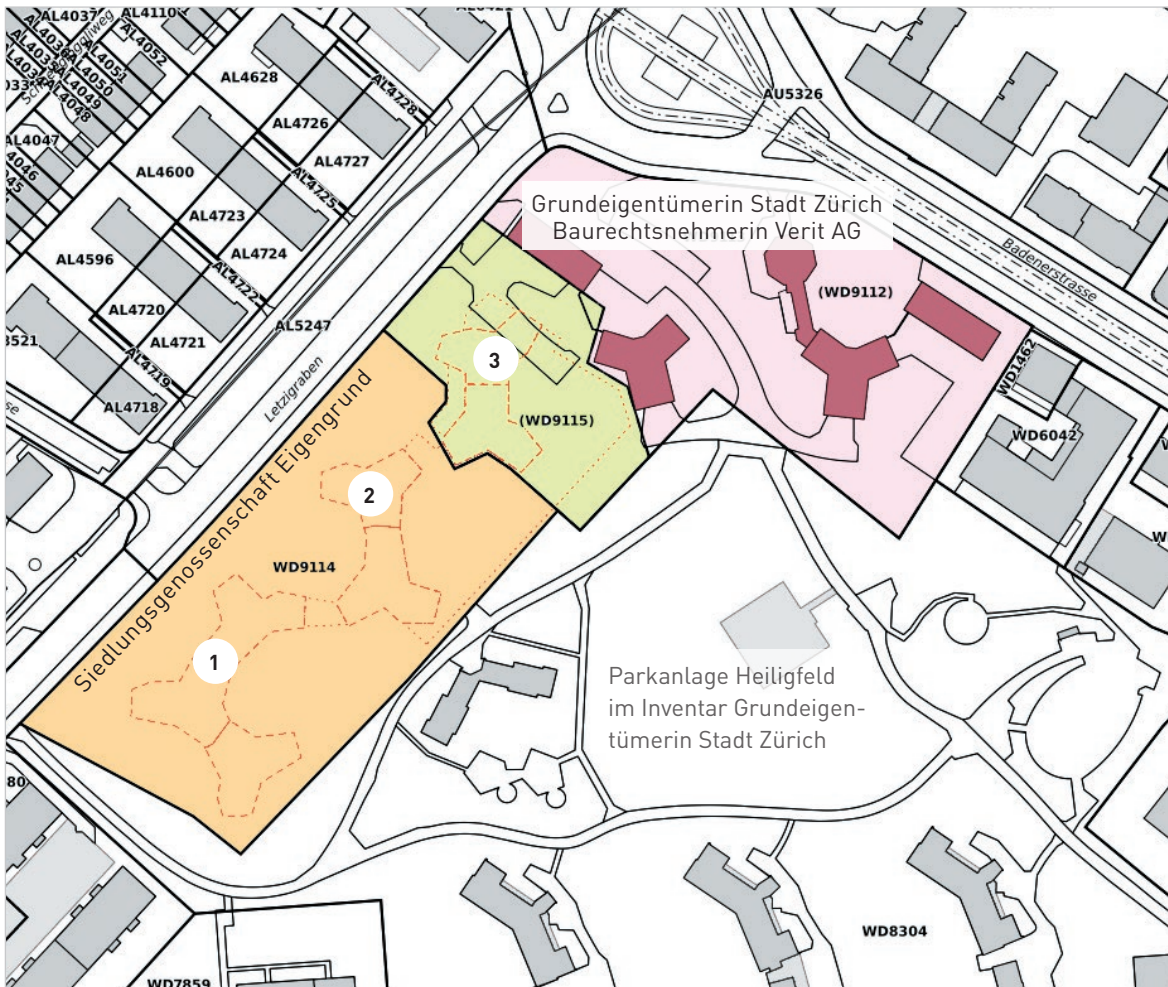 AL4037
AL4110
AL4052
AL4051
AL4050
AL4049
AL4048
AL4047
AL4628
AL4728
AL4726
AL4727
AL4600
AL4725
AL4723
AL4724
AL4596
AL4722
AL4720
AL4721
AL5247
AL4719
AL4718
Letzigraben
AU5326
Badenerstrasse
Grundeigentümerin Stadt Zürich
Baurechtsnehmerin Verit AG
(WD9112)
WD1462
WD6042
3
(WD9115)
2
WD9114
1
Siedlungsgenossenschaft Eigengrund
Parkanlage Heiligfeld
im Inventar Grundeigen-
tümerin Stadt Zürich
WD8304
WD7859